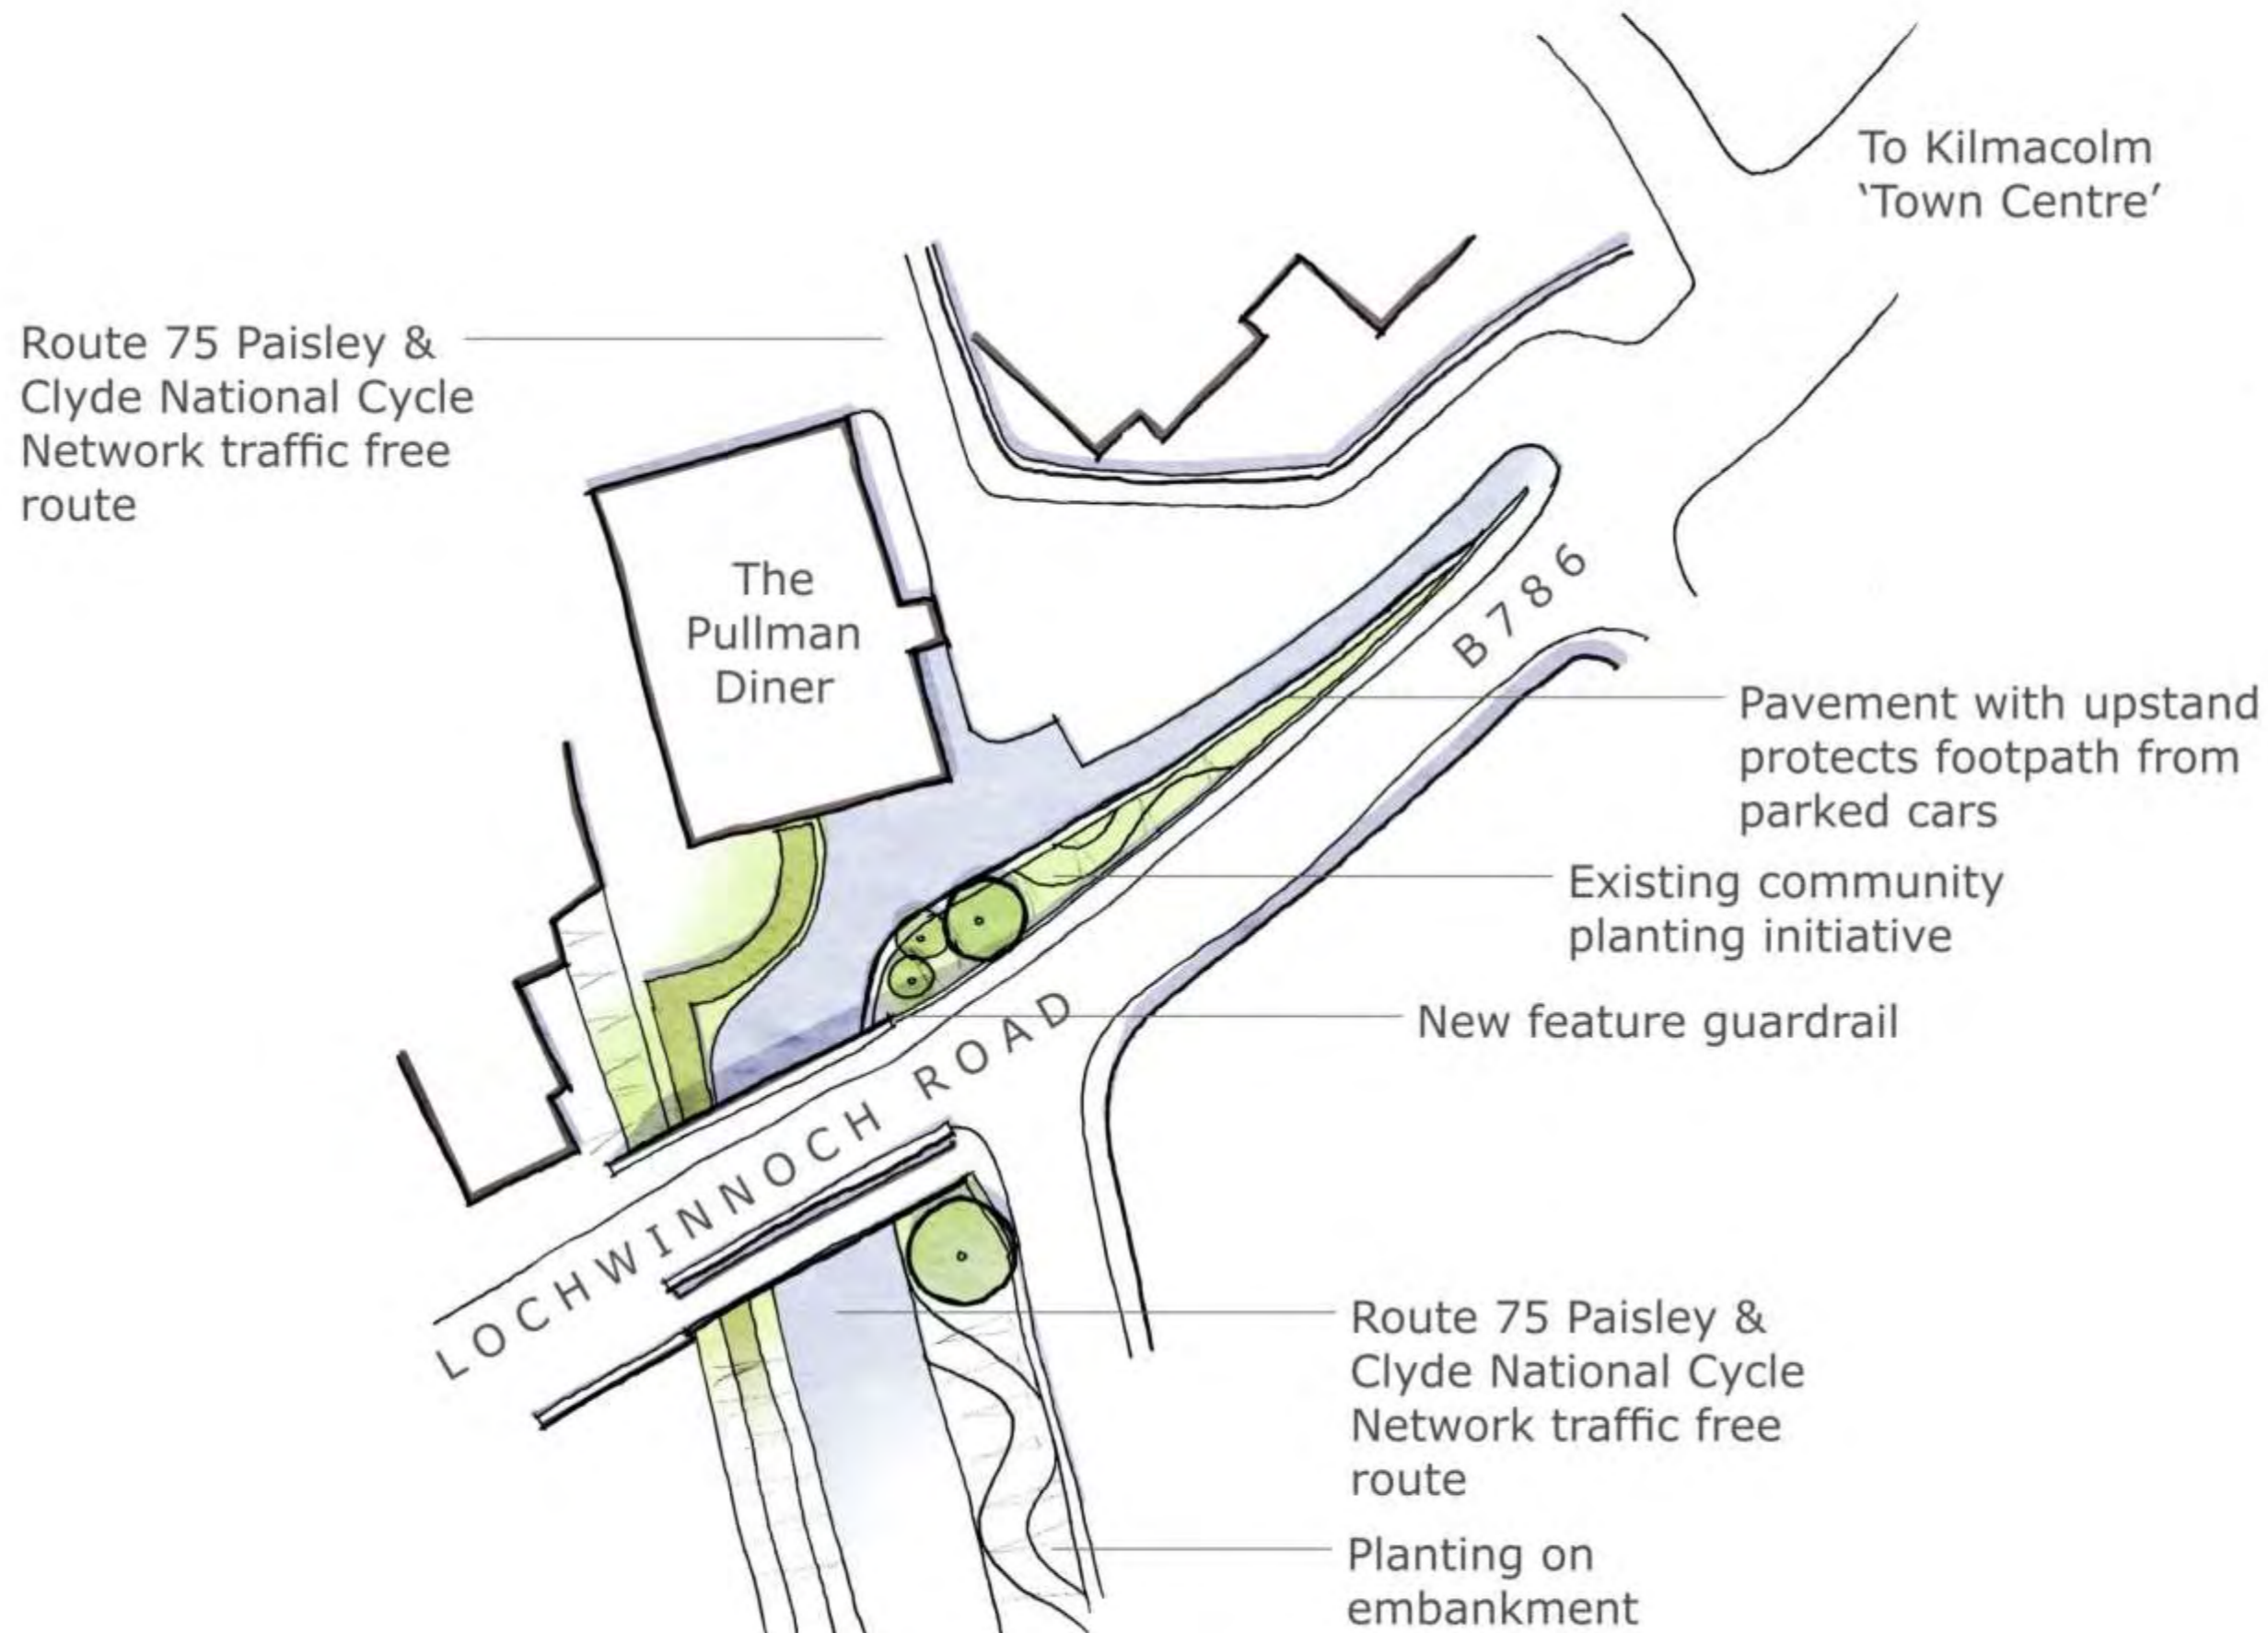 To Kilmacolm
‘Town Centre’
Route 75 Paisley &
Clyde National Cycle
Network traffic free
route
The
Pullman
Diner
B786
Pavement with upstand
protects footpath from
parked cars
Existing community
planting initiative
New feature guardrail
LOCHWINNOCH ROAD
Route 75 Paisley &
Clyde National Cycle
Network traffic free
route
Planting on
embankment